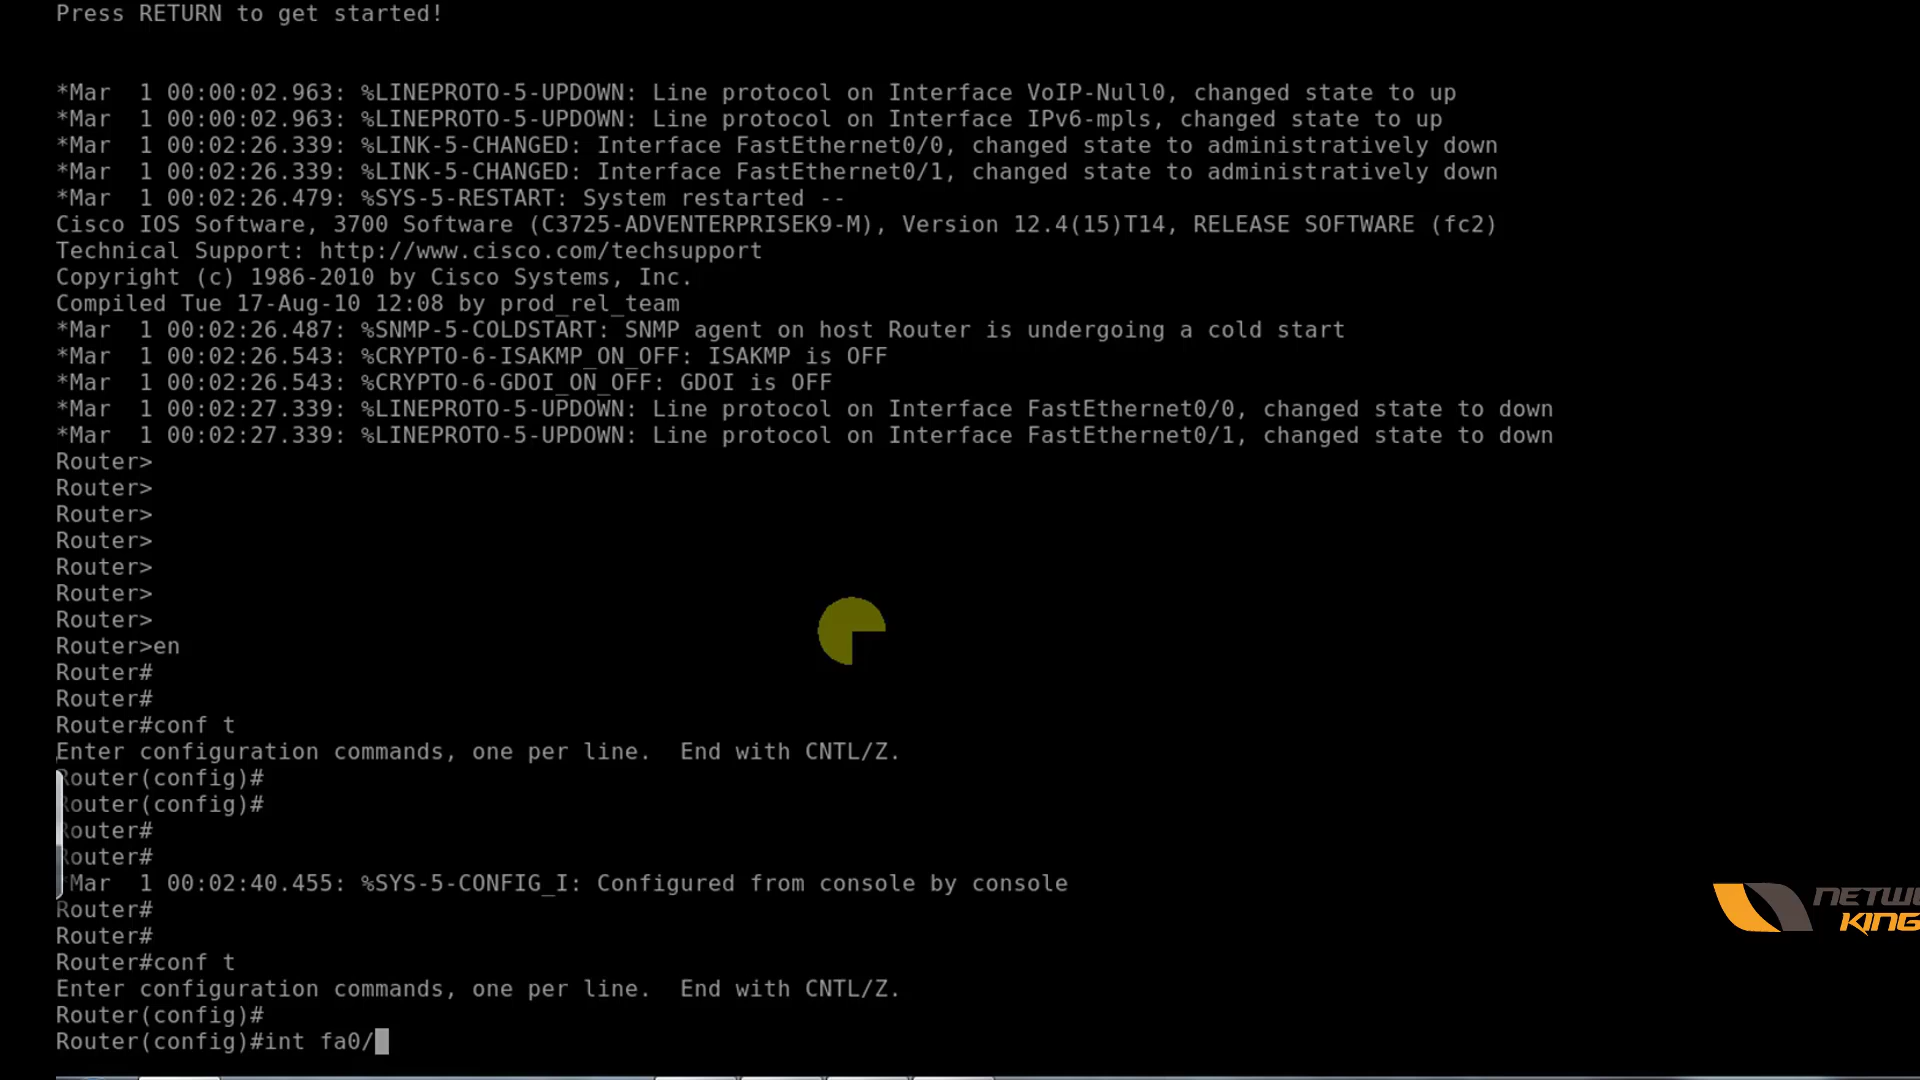 Press RETURN to get started!
*Mar  1 00:00:02.963: %LINEPROTO-5-UPDOWN: Line protocol on Interface VoIP-Null0, changed state to up
*Mar  1 00:00:02.963: %LINEPROTO-5-UPDOWN: Line protocol on Interface IPv6-mpls, changed state to up
*Mar  1 00:02:26.339: %LINK-5-CHANGED: Interface FastEthernet0/0, changed state to administratively down
*Mar  1 00:02:26.339: %LINK-5-CHANGED: Interface FastEthernet0/1, changed state to administratively down
*Mar  1 00:02:26.479: %SYS-5-RESTART: System restarted --
Cisco IOS Software, 3700 Software (C3725-ADVENTERPRISEK9-M), Version 12.4(15)T14, RELEASE SOFTWARE (fc2)
Technical Support: http://www.cisco.com/techsupport
Copyright (c) 1986-2010 by Cisco Systems, Inc.
Compiled Tue 17-Aug-10 12:08 by prod_rel_team
*Mar  1 00:02:26.487: %SNMP-5-COLDSTART: SNMP agent on host Router is undergoing a cold start
*Mar  1 00:02:26.543: %CRYPTO-6-ISAKMP_ON_OFF: ISAKMP is OFF
*Mar  1 00:02:26.543: %CRYPTO-6-GDOI_ON_OFF: GDOI is OFF
*Mar  1 00:02:27.339: %LINEPROTO-5-UPDOWN: Line protocol on Interface FastEthernet0/0, changed state to down
*Mar  1 00:02:27.339: %LINEPROTO-5-UPDOWN: Line protocol on Interface FastEthernet0/1, changed state to down
Router>
Router>
Router>
Router>
Router>
Router>
Router>
Router>en
Router#
Router#
Router#conf t
Enter configuration commands, one per line.  End with CNTL/Z.
Router(config)#
Router(config)#
Router#
Router#
*Mar  1 00:02:40.455: %SYS-5-CONFIG_I: Configured from console by console
Router#
Router#
Router#conf t
Enter configuration commands, one per line.  End with CNTL/Z.
Router(config)#
Router(config)#int fa0/
NETWO
KING